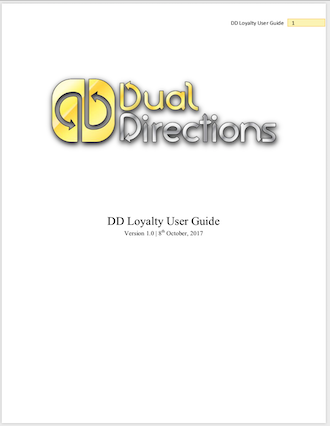 DD Loyalty User Guide 1
Dual
Directions
DD Loyalty User Guide
Version 1.0 | 8th October, 2017